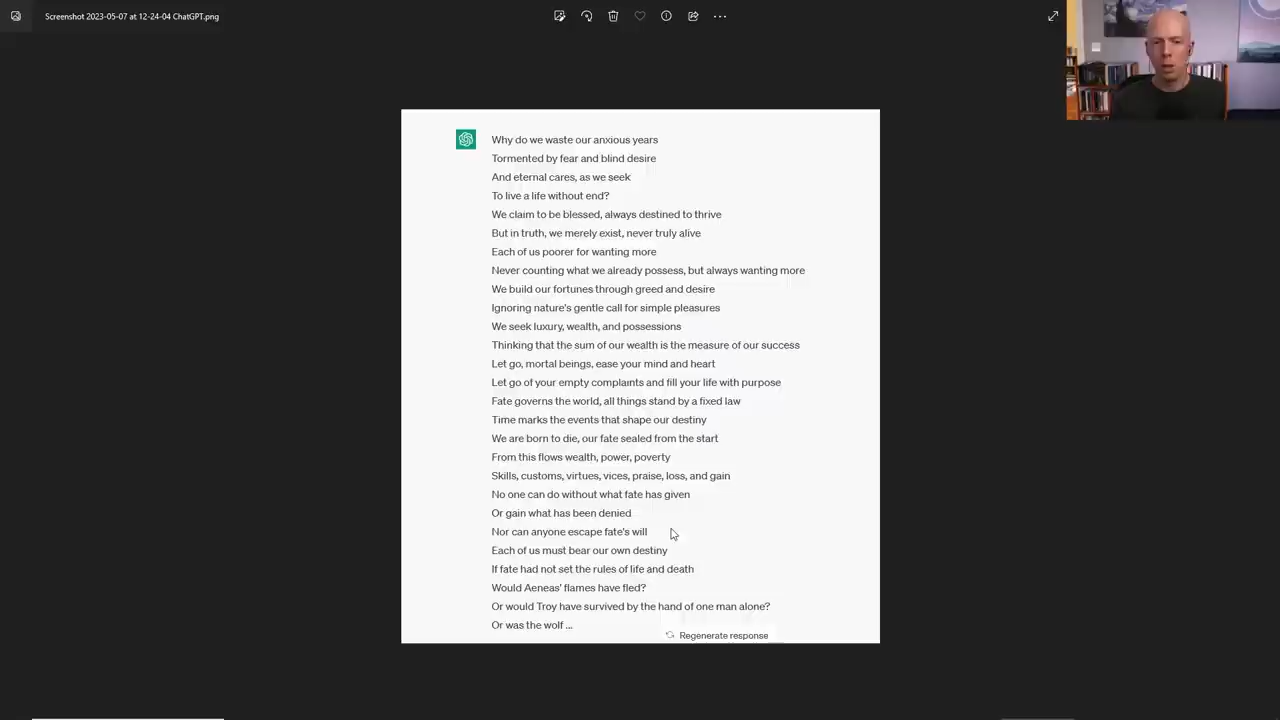 Screenshot 2023-05-07 at 12-24-04 ChatGPT.png
Why do we waste our anxious years
Tormented by fear and blind desire
And eternal cares, as we seek
To live a life without end?
We claim to be blessed, always destined to thrive
But in truth, we merely exist, never truly alive
Each of us poorer for wanting more
Never counting what we already possess, but always wanting more
We build our fortunes through greed and desire
Ignoring nature's gentle call for simple pleasures
We seek luxury, wealth, and possessions
Thinking that the sum of our wealth is the measure of our success
Let go, mortal beings, ease your mind and heart
Let go of your empty complaints and fill your life with purpose
Fate governs the world, all things stand by a fixed law
Time marks the events that shape our destiny
We are born to die, our fate sealed from the start
From this flows wealth, power, poverty
Skills, customs, virtues, vices, praise, loss, and gain
No one can do without what fate has given
Or gain what has been denied
Nor can anyone escape fate's will
Each of us must bear our own destiny
If fate had not set the rules of life and death
Would Aeneas' flames have fled?
Or would Troy have survived by the hand of one man alone?
Or was the wolf ...
Regenerate response